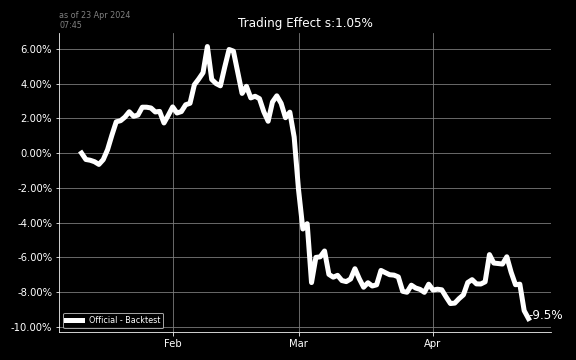 as of 23 Apr 2024
07:45
Trading Effect s:1.05%
6.00%
4.00%
2.00%
0.00%
-2.00%
-4.00%
-6.00%
-8.00%
-10.00%
-9.5%
Official - Backtest
Feb
Mar
Apr